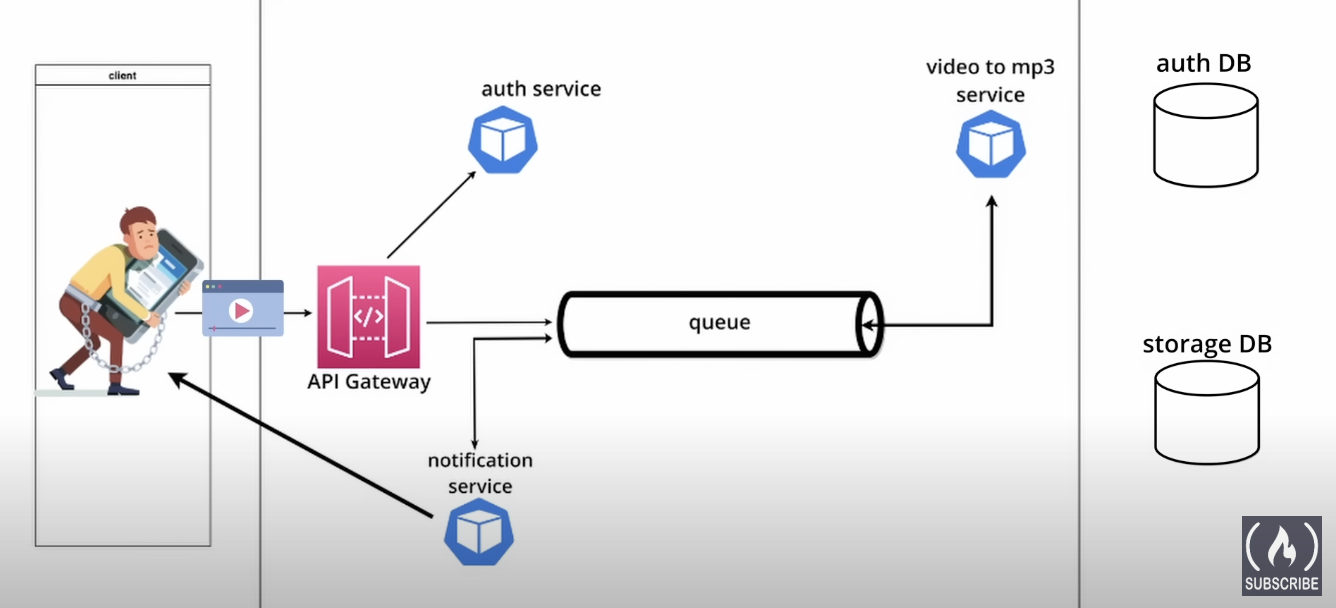 client
auth service
video to mp3
service
auth DB
</>
API Gateway
queue
storage DB
notification
service
SUBSCRIBE